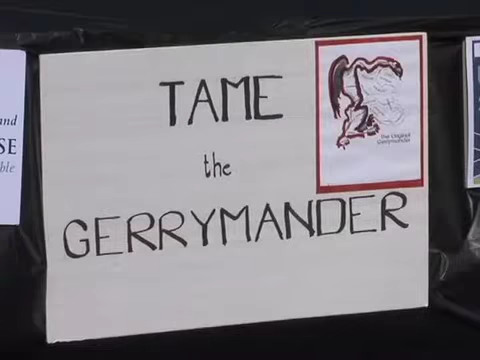 TAME
the
GERRYMANDER
The Original
Gerrymander
and
SE
ble